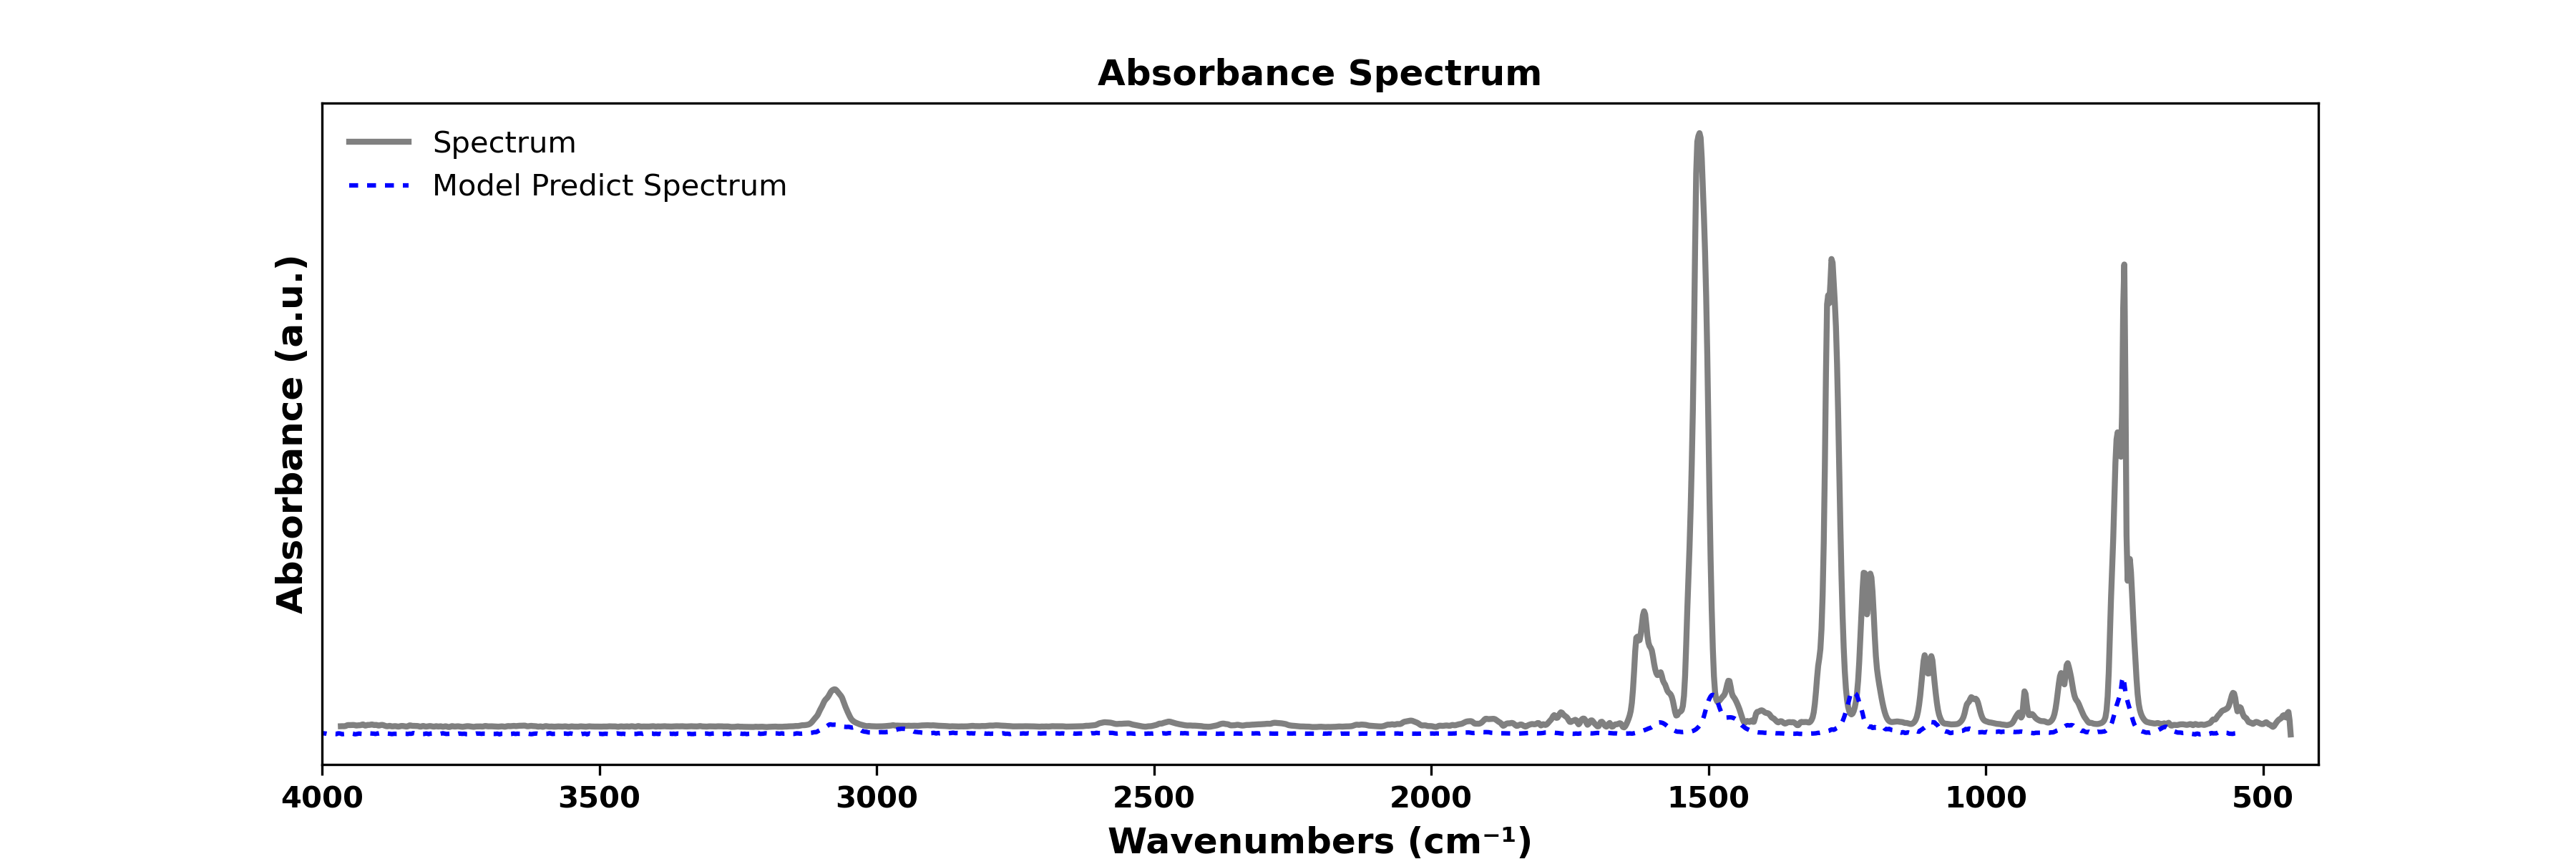 Absorbance Spectrum
Spectrum
Model Predict Spectrum
Absorbance (a.u.)
4000 3500 3000 2500 2000 1500 1000 500
Wavenumbers (cm⁻¹)